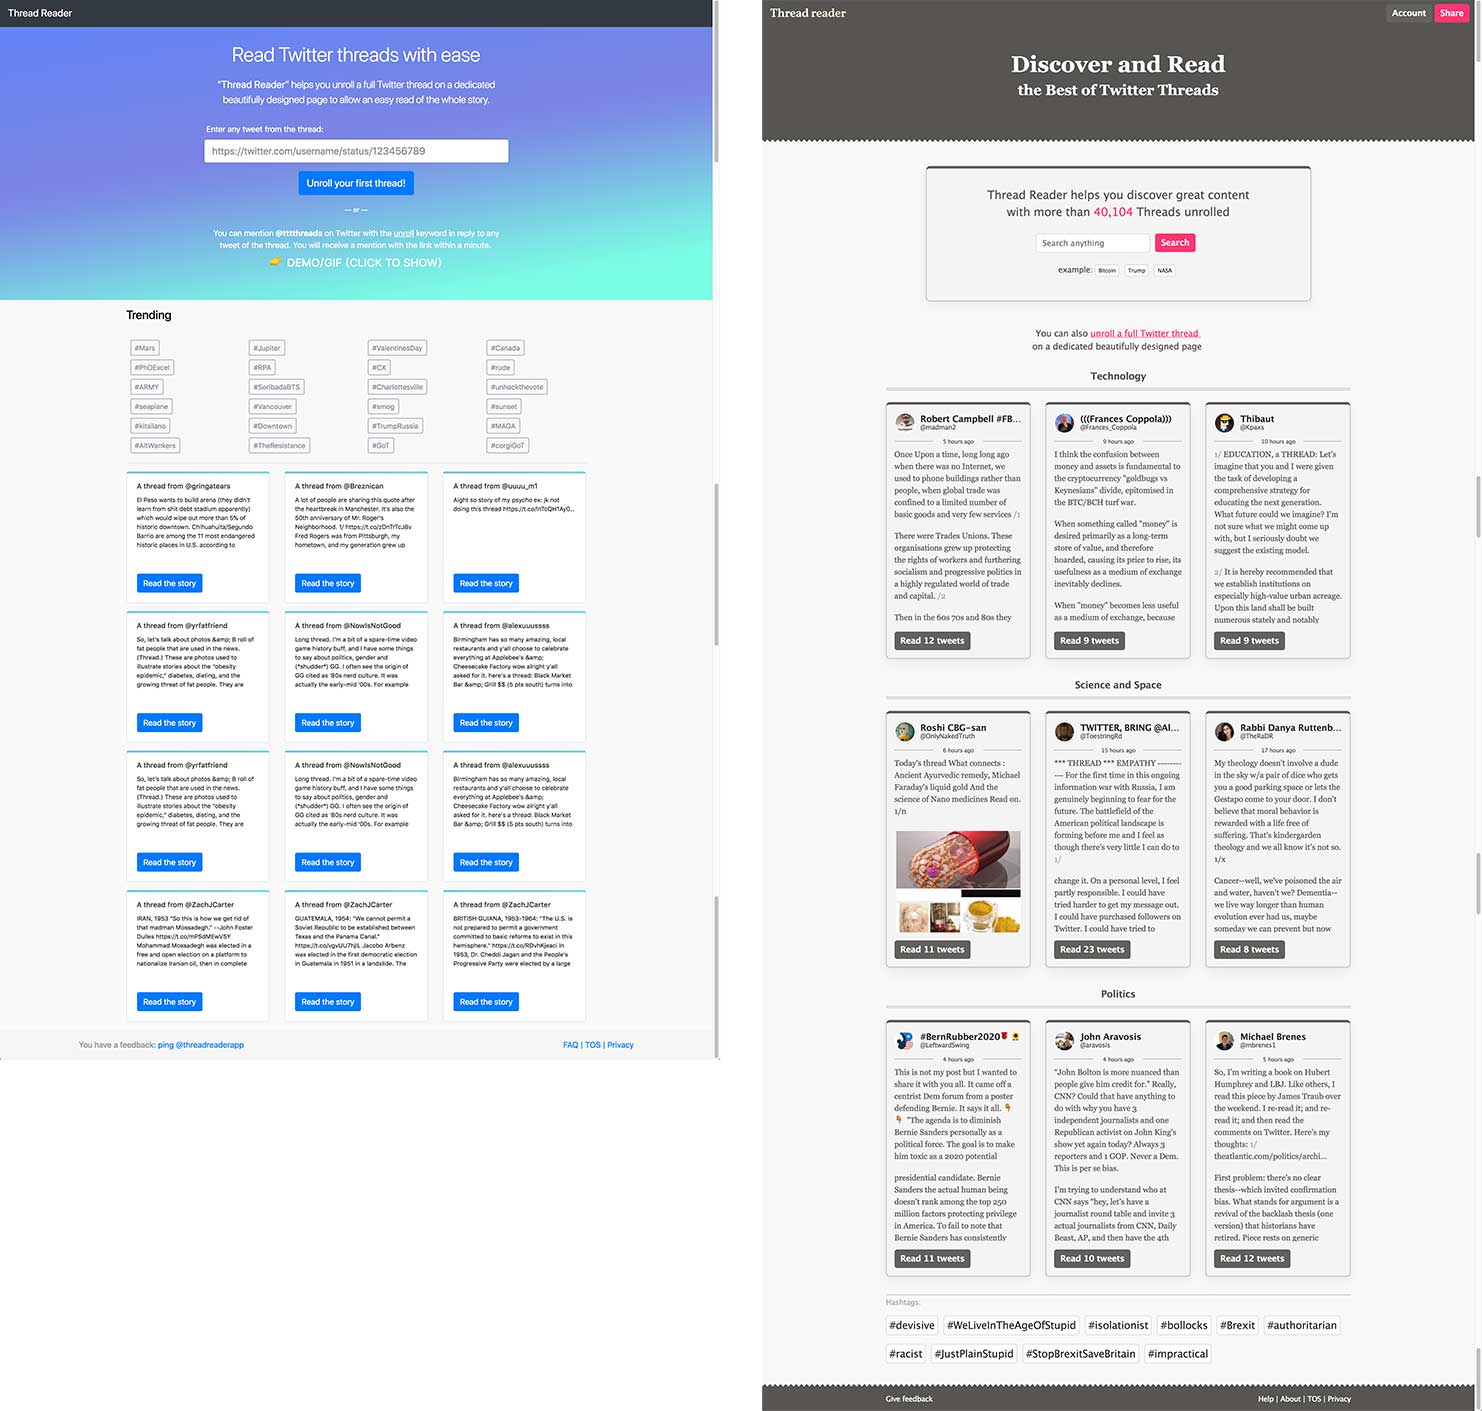 Thread Reader
Read Twitter threads with ease
“Thread Reader” helps you unroll a full Twitter thread on a dedicated
beautifully designed page to allow an easy read of the whole story.
Enter any tweet from the thread:
https://twitter.com/username/status/123456789
Unroll your first thread!
— or —
You can mention @tttthreads on Twitter with the unroll keyword in reply to any
tweet of the thread. You will receive a mention with the link within a minute.
👉 DEMO/GIF (CLICK TO SHOW)
Trending
#Mars #Jupiter #ValentinesDay #Canada
#PhDExcel #RPA #CX #rude
#ARMY #SoribadaBTS #Charlottesville #unhackthevote
#seaplane #Vancouver #smog #sunset
#kitsilano #Downtown #TrumpRussia #MAGA
#AltWankers #TheResistance #GoT #corgiGoT
A thread from @gringatears
El Paso wants to build arena (they didn't
learn from shit debt stadium apparently)
which would wipe out more than 5% of
historic downtown. Chihuahuita/Segundo
Barrio are among the 11 most endangered
historic places in U.S. according to
Read the story
A thread from @Breznican
A lot of people are sharing this quote after
the heartbreak in Manchester. It's also the
50th anniversary of Mr. Roger's
Neighborhood. 1/ https://t.co/zDnTrTcJ8v
Fred Rogers was from Pittsburgh, my
hometown, and my generation grew up
Read the story
A thread from @uuuu_m1
Aight so story of my psycho ex: jk not
doing this thread https://t.co/nTcQH1Ay0...
Read the story
A thread from @yrfatfriend
So, let's talk about photos &amp; B roll of
fat people that are used in the news.
(Thread.) These are photos used to
illustrate stories about the "obesity
epidemic," diabetes, dieting, and the
growing threat of fat people. They are
Read the story
A thread from @NowIsNotGood
Long thread. I'm a bit of a spare-time video
game history buff, and I have some things
to say about politics, gender and
(*shudder*) GG. I often see the origin of
GG cited as '80s nerd culture. It was
actually the early-mid '00s. For example
Read the story
A thread from @alexuussss
Birmingham has so many amazing, local
restaurants and y'all choose to celebrate
everything at Applebee's &amp;
Cheesecake Factory wow alright y'all
asked for it. here's a thread: Black Market
Bar &amp; Grill $$ (5 pts south) turns into
Read the story
A thread from @yrfatfriend
So, let's talk about photos &amp; B roll of
fat people that are used in the news.
(Thread.) These are photos used to
illustrate stories about the "obesity
epidemic," diabetes, dieting, and the
growing threat of fat people. They are
Read the story
A thread from @NowIsNotGood
Long thread. I'm a bit of a spare-time video
game history buff, and I have some things
to say about politics, gender and
(*shudder*) GG. I often see the origin of
GG cited as '80s nerd culture. It was
actually the early-mid '00s. For example
Read the story
A thread from @alexuussss
Birmingham has so many amazing, local
restaurants and y'all choose to celebrate
everything at Applebee's &amp;
Cheesecake Factory wow alright y'all
asked for it. here's a thread: Black Market
Bar &amp; Grill $$ (5 pts south) turns into
Read the story
A thread from @ZachJCarter
IRAN, 1953 "So this is how we get rid of
that madman Mossadegh." --John Foster
Dulles https://t.co/mPSdMEwV5Y
Mohammad Mossadegh was elected in a
free and open election on a platform to
nationalize Iranian oil, then in complete
Read the story
A thread from @ZachJCarter
GUATEMALA, 1954: "We cannot permit a
Soviet Republic to be established between
Texas and the Panama Canal."
https://t.co/vgvUU7hjiL Jacobo Arbenz
was elected in the first democratic election
in Guatemala in 1951 in a landslide. The
Read the story
A thread from @ZachJCarter
BRITISH GUIANA, 1953-1964: "The U.S. is
not prepared to permit a government
committed to basic reforms to exist in this
hemisphere." https://t.co/RDvhKjeaci In
1953, Dr. Cheddi Jagan and the People's
Progressive Party were elected by a large
Read the story
You have a feedback: ping @threadreaderapp
FAQ | TOS | Privacy
Thread reader
Account Share
Discover and Read
the Best of Twitter Threads
Thread Reader helps you discover great content
with more than 40,104 Threads unrolled
Search anything Search
example: Bitcoin Trump NASA
You can also unroll a full Twitter thread
on a dedicated beautifully designed page
Technology
Robert Campbell #FB...
@madman2
5 hours ago
Once Upon a time, long long ago
when there was no Internet, we
used to phone buildings rather than
people, when global trade was
confined to a limited number of
basic goods and very few services /1
There were Trades Unions. These
organisations grew up protecting
the rights of workers and furthering
socialism and progressive politics in
a highly regulated world of trade
and capital. /2
Then in the 60s 70s and 80s they
Read 12 tweets
(((Frances Coppola)))
@Frances_Coppola
9 hours ago
I think the confusion between
money and assets is fundamental to
the cryptocurrency "goldbugs vs
Keynesians" divide, epitomised in
the BTC/BCH turf war.
When something called "money" is
desired primarily as a long-term
store of value, and therefore
hoarded, causing its price to rise, its
usefulness as a medium of exchange
inevitably declines.
When "money" becomes less useful
as a medium of exchange, because
Read 9 tweets
Thibaut
@Kpaxs
10 hours ago
1/ EDUCATION, a THREAD: Let's
imagine that you and I were given
the task of developing a
comprehensive strategy for
educating the next generation.
What future could we imagine? I'm
not sure what we might come up
with, but I seriously doubt we
suggest the existing model.
2/ It is hereby recommended that
we establish institutions on
especially high-value urban acreage.
Upon this land shall be built
numerous stately and notably
Read 9 tweets
Science and Space
Roshi CBG-san
@OnlyNakedTruth
6 hours ago
Today's thread What connects :
Ancient Ayurvedic remedy, Michael
Faraday's liquid gold And the
science of Nano medicines Read on.
1/n
Read 11 tweets
TWITTER, BRING @Al...
@ToestringRd
15 hours ago
*** THREAD *** EMPATHY --------
--- For the first time in this ongoing
information war with Russia, I am
genuinely beginning to fear for the
future. The battlefield of the
American political landscape is
forming before me and I feel as
though there's very little I can do to
1/
change it. On a personal level, I feel
partly responsible. I could have
tried harder to get my message out.
I could have purchased followers on
Twitter. I could have tried to
Read 23 tweets
Rabbi Danya Ruttenb...
@TheRaDR
17 hours ago
My theology doesn't involve a dude
in the sky w/a pair of dice who gets
you a good parking space or lets the
Gestapo come to your door. I don't
believe that moral behavior is
rewarded with a life free of
suffering. That's kindergarden
theology and we all know it's not so.
1/x
Cancer--well, we've poisoned the air
and water, haven't we? Dementia--
we live way longer than human
evolution ever had us, maybe
someday we can prevent but now
Read 8 tweets
Politics
#BernRubber2020🌹 🌻
@LeftwardSwing
4 hours ago
This is not my post but I wanted to
share it with you all. It came off a
centrist Dem forum from a poster
defending Bernie. It says it all. 👇
👇 "The agenda is to diminish
Bernie Sanders personally as a
political force. The goal is to make
him toxic as a 2020 potential
presidential candidate. Bernie
Sanders the actual human being
doesn't rank among the top 250
million factors protecting privilege
in America. To fail to note that
Bernie Sanders has consistently
Read 11 tweets
John Aravosis
@aravosis
4 hours ago
"John Bolton is more nuanced than
people give him credit for." Really,
CNN? Could that have anything to
do with why you have 3
independent journalists and one
Republican activist on John King's
show yet again today? Always 3
reporters and 1 GOP. Never a Dem.
This is per se bias.
I'm trying to understand who at
CNN says "hey, let's have a
journalist round table and invite 3
actual journalists from CNN, Daily
Beast, AP, and then have the 4th
Read 10 tweets
Michael Brenes
@mbrenes1
5 hours ago
So, I'm writing a book on Hubert
Humphrey and LBJ. Like others, I
read this piece by James Traub over
the weekend. I re-read it; and re-
read it; and then read the
comments on Twitter. Here's my
thoughts: 1/
theatlantic.com/politics/archi...
First problem: there's no clear
thesis--which invited confirmation
bias. What stands for argument is a
revival of the backlash thesis (one
version) that historians have
retired. Piece rests on generic
Read 12 tweets
Hashtags:
#devisive #WeLiveInTheAgeOfStupid #isolationist #bollocks #Brexit #authoritarian
#racist #JustPlainStupid #StopBrexitSaveBritain #impractical
Give feedback
Help | About | TOS | Privacy